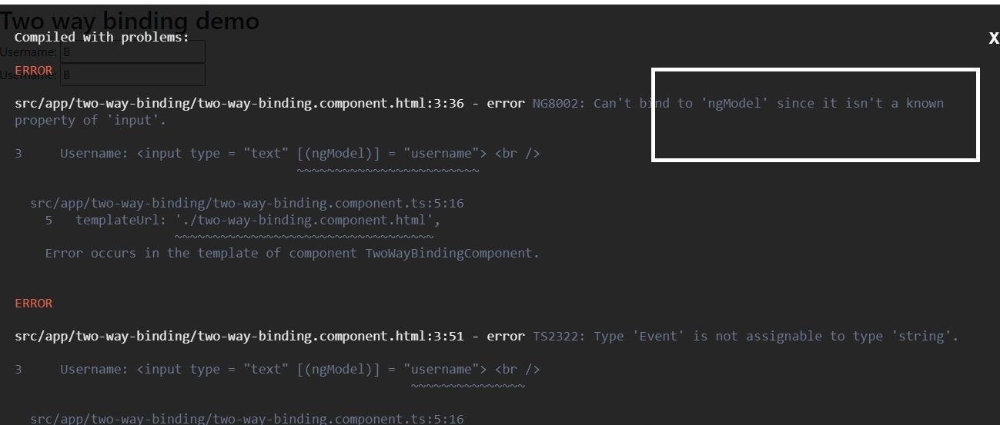 Two way binding demo
Compiled with problems:
X
Username: B
ERROR
Username: B
src/app/two-way-binding/two-way-binding.component.html:3:36 - error NG8002: Can't bind to 'ngModel' since it isn't a known
property of 'input'.
3     Username: <input type = "text" [(ngModel)] = "username"> <br />
~~~~~~~~~~~~~~~~~~~~~~~~
src/app/two-way-binding/two-way-binding.component.ts:5:16
5   templateUrl: './two-way-binding.component.html',
~~~~~~~~~~~~~~~~~~~~~~~~~~~~~~~~~~
Error occurs in the template of component TwoWayBindingComponent.
ERROR
src/app/two-way-binding/two-way-binding.component.html:3:51 - error TS2322: Type 'Event' is not assignable to type 'string'.
3     Username: <input type = "text" [(ngModel)] = "username"> <br />
~~~~~~~~~~~~~~~
src/app/two-way-binding/two-way-binding.component.ts:5:16